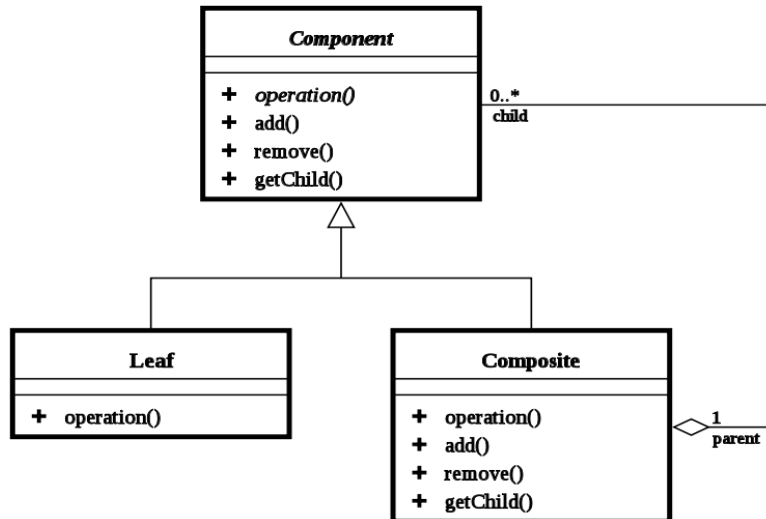 Component
+ operation()
+ add()
+ remove()
+ getChild()
0..*
child
Leaf
+ operation()
Composite
+ operation()
+ add()
+ remove()
+ getChild()
1
parent